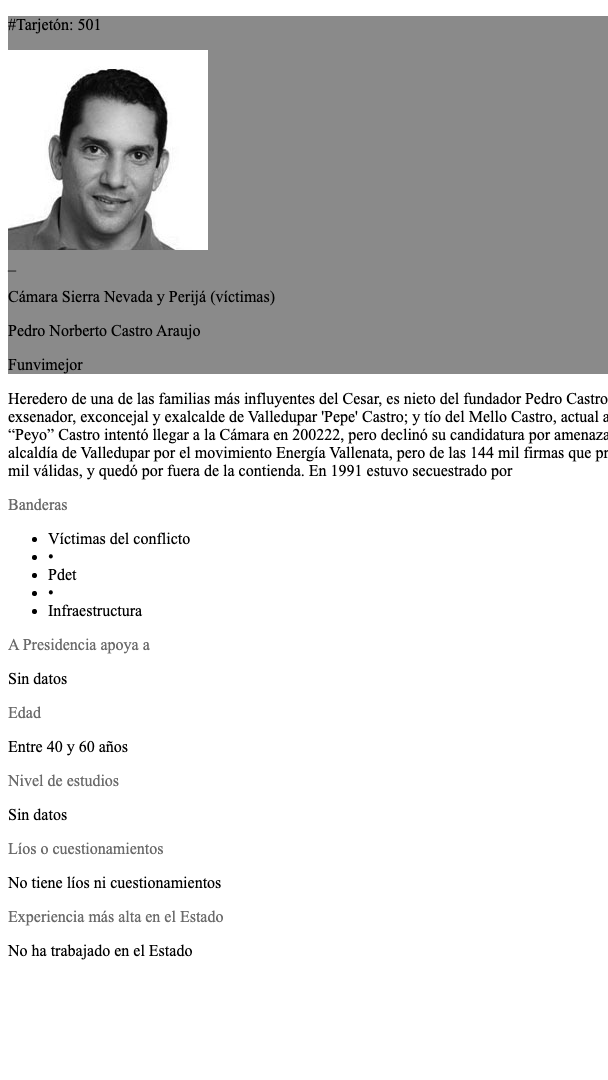 #Tarjetón: 501
_
Cámara Sierra Nevada y Perijá (víctimas)
Pedro Norberto Castro Araujo
Funvimejor
Heredero de una de las familias más influyentes del Cesar, es nieto del fundador Pedro Castro
exsenador, exconcejal y exalcalde de Valledupar 'Pepe' Castro; y tío del Mello Castro, actual
“Peyo” Castro intentó llegar a la Cámara en 200222, pero declinó su candidatura por
alcaldía de Valledupar por el movimiento Energía Vallenata, pero de las 144 mil firmas que
mil válidas, y quedó por fuera de la contienda. En 1991 estuvo secuestrado por
Banderas
• Víctimas del conflicto
• •
• Pdet
• •
• Infraestructura
A Presidencia apoya a
Sin datos
Edad
Entre 40 y 60 años
Nivel de estudios
Sin datos
Líos o cuestionamientos
No tiene líos ni cuestionamientos
Experiencia más alta en el Estado
No ha trabajado en el Estado